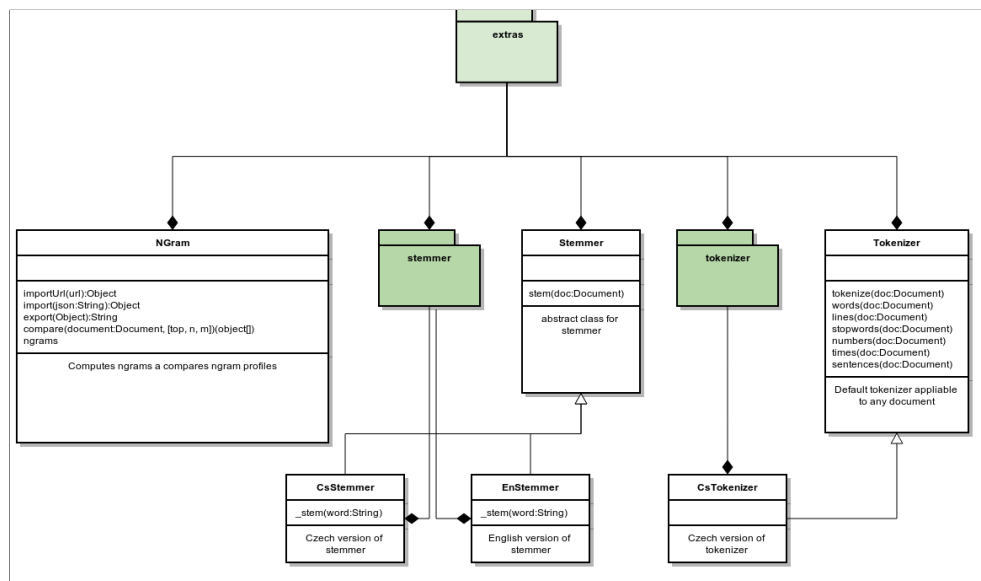 extras
NGram
importUrl(url):Object
import(json:String):Object
export(Object):String
compare(document:Document, [top, n, m])(object[])
ngrams
Computes ngrams a compares ngram profiles
stemmer
Stemmer
stem(doc:Document)
abstract class for
stemmer
tokenizer
Tokenizer
tokenize(doc:Document)
words(doc:Document)
lines(doc:Document)
stopwords(doc:Document)
numbers(doc:Document)
times(doc:Document)
sentences(doc:Document)
Default tokenizer appliable
to any document
CsStemmer
_stem(word:String)
Czech version of
stemmer
EnStemmer
_stem(word:String)
English version of
stemmer
CsTokenizer
Czech version of
tokenizer